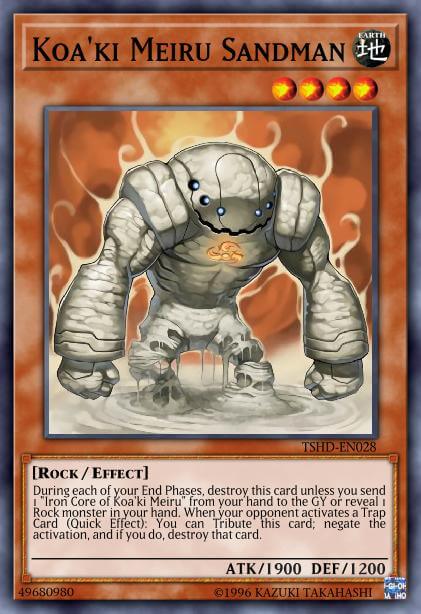 KOA'KI MEIRU SANDMAN
EARTH
地
TSHD-EN028
[ROCK / EFFECT]
During each of your End Phases, destroy this card unless you send
1 "Iron Core of Koa'ki Meiru" from your hand to the GY or reveal 1
Rock monster in your hand. When your opponent activates a Trap
Card (Quick Effect): You can Tribute this card; negate the
activation, and if you do, destroy that card.
ATK/1900 DEF/1200
49680980
©1996 KAZUKI TAKAHASHI